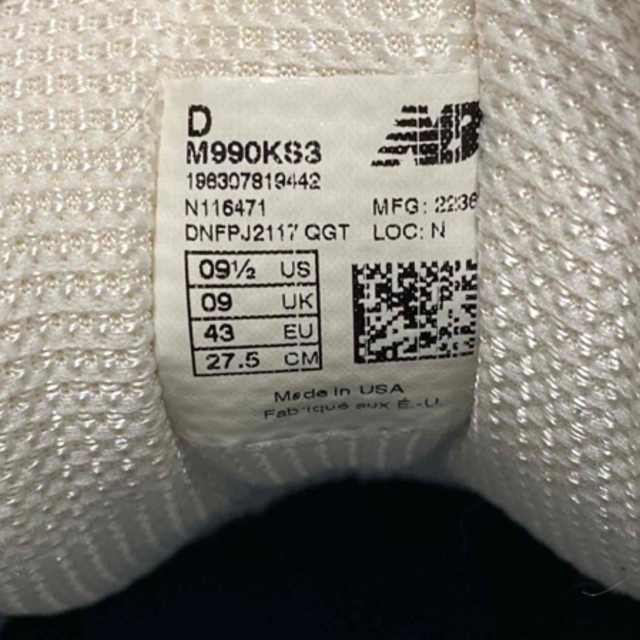 D
NB
M990KS3
196307819442
N116471 MFG: 2236
DNFPJ2117 QGT LOC: N
09½ US
09 UK
43 EU
27.5 CM
Made in USA
Fabriqué aux É.-U.